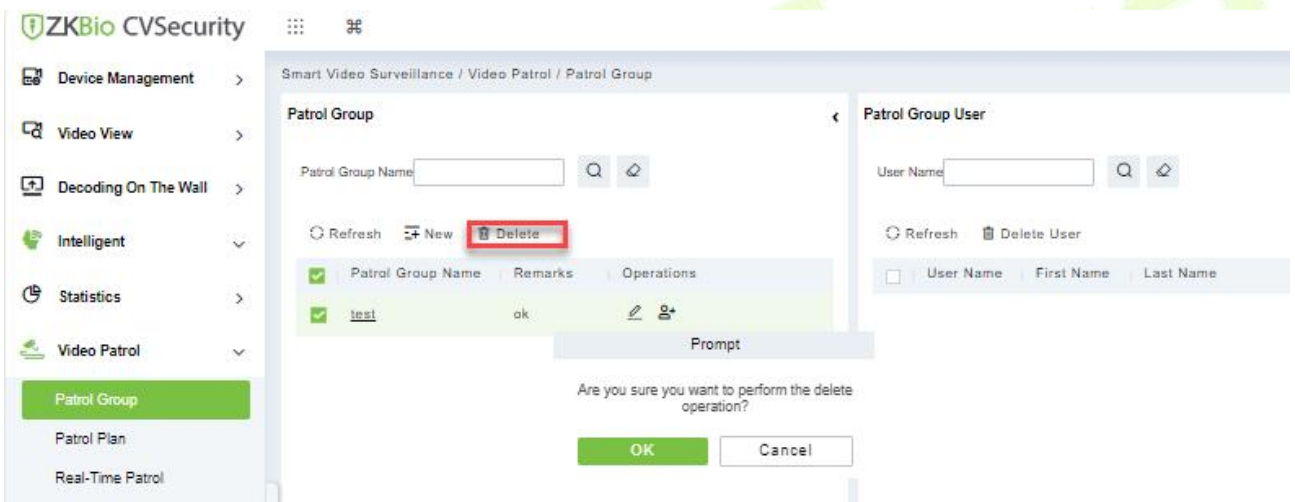 ZKBio CVSecurity
Device Management
Video View
Decoding On The Wall
Intelligent
Statistics
Video Patrol
Patrol Group
Patrol Plan
Real-Time Patrol
Smart Video Surveillance / Video Patrol / Patrol Group
Patrol Group
Patrol Group Name
Refresh New Delete
Patrol Group Name Remarks Operations
test ok
Patrol Group User
User Name
Refresh Delete User
User Name First Name Last Name
Prompt
Are you sure you want to perform the delete
operation?
OK Cancel